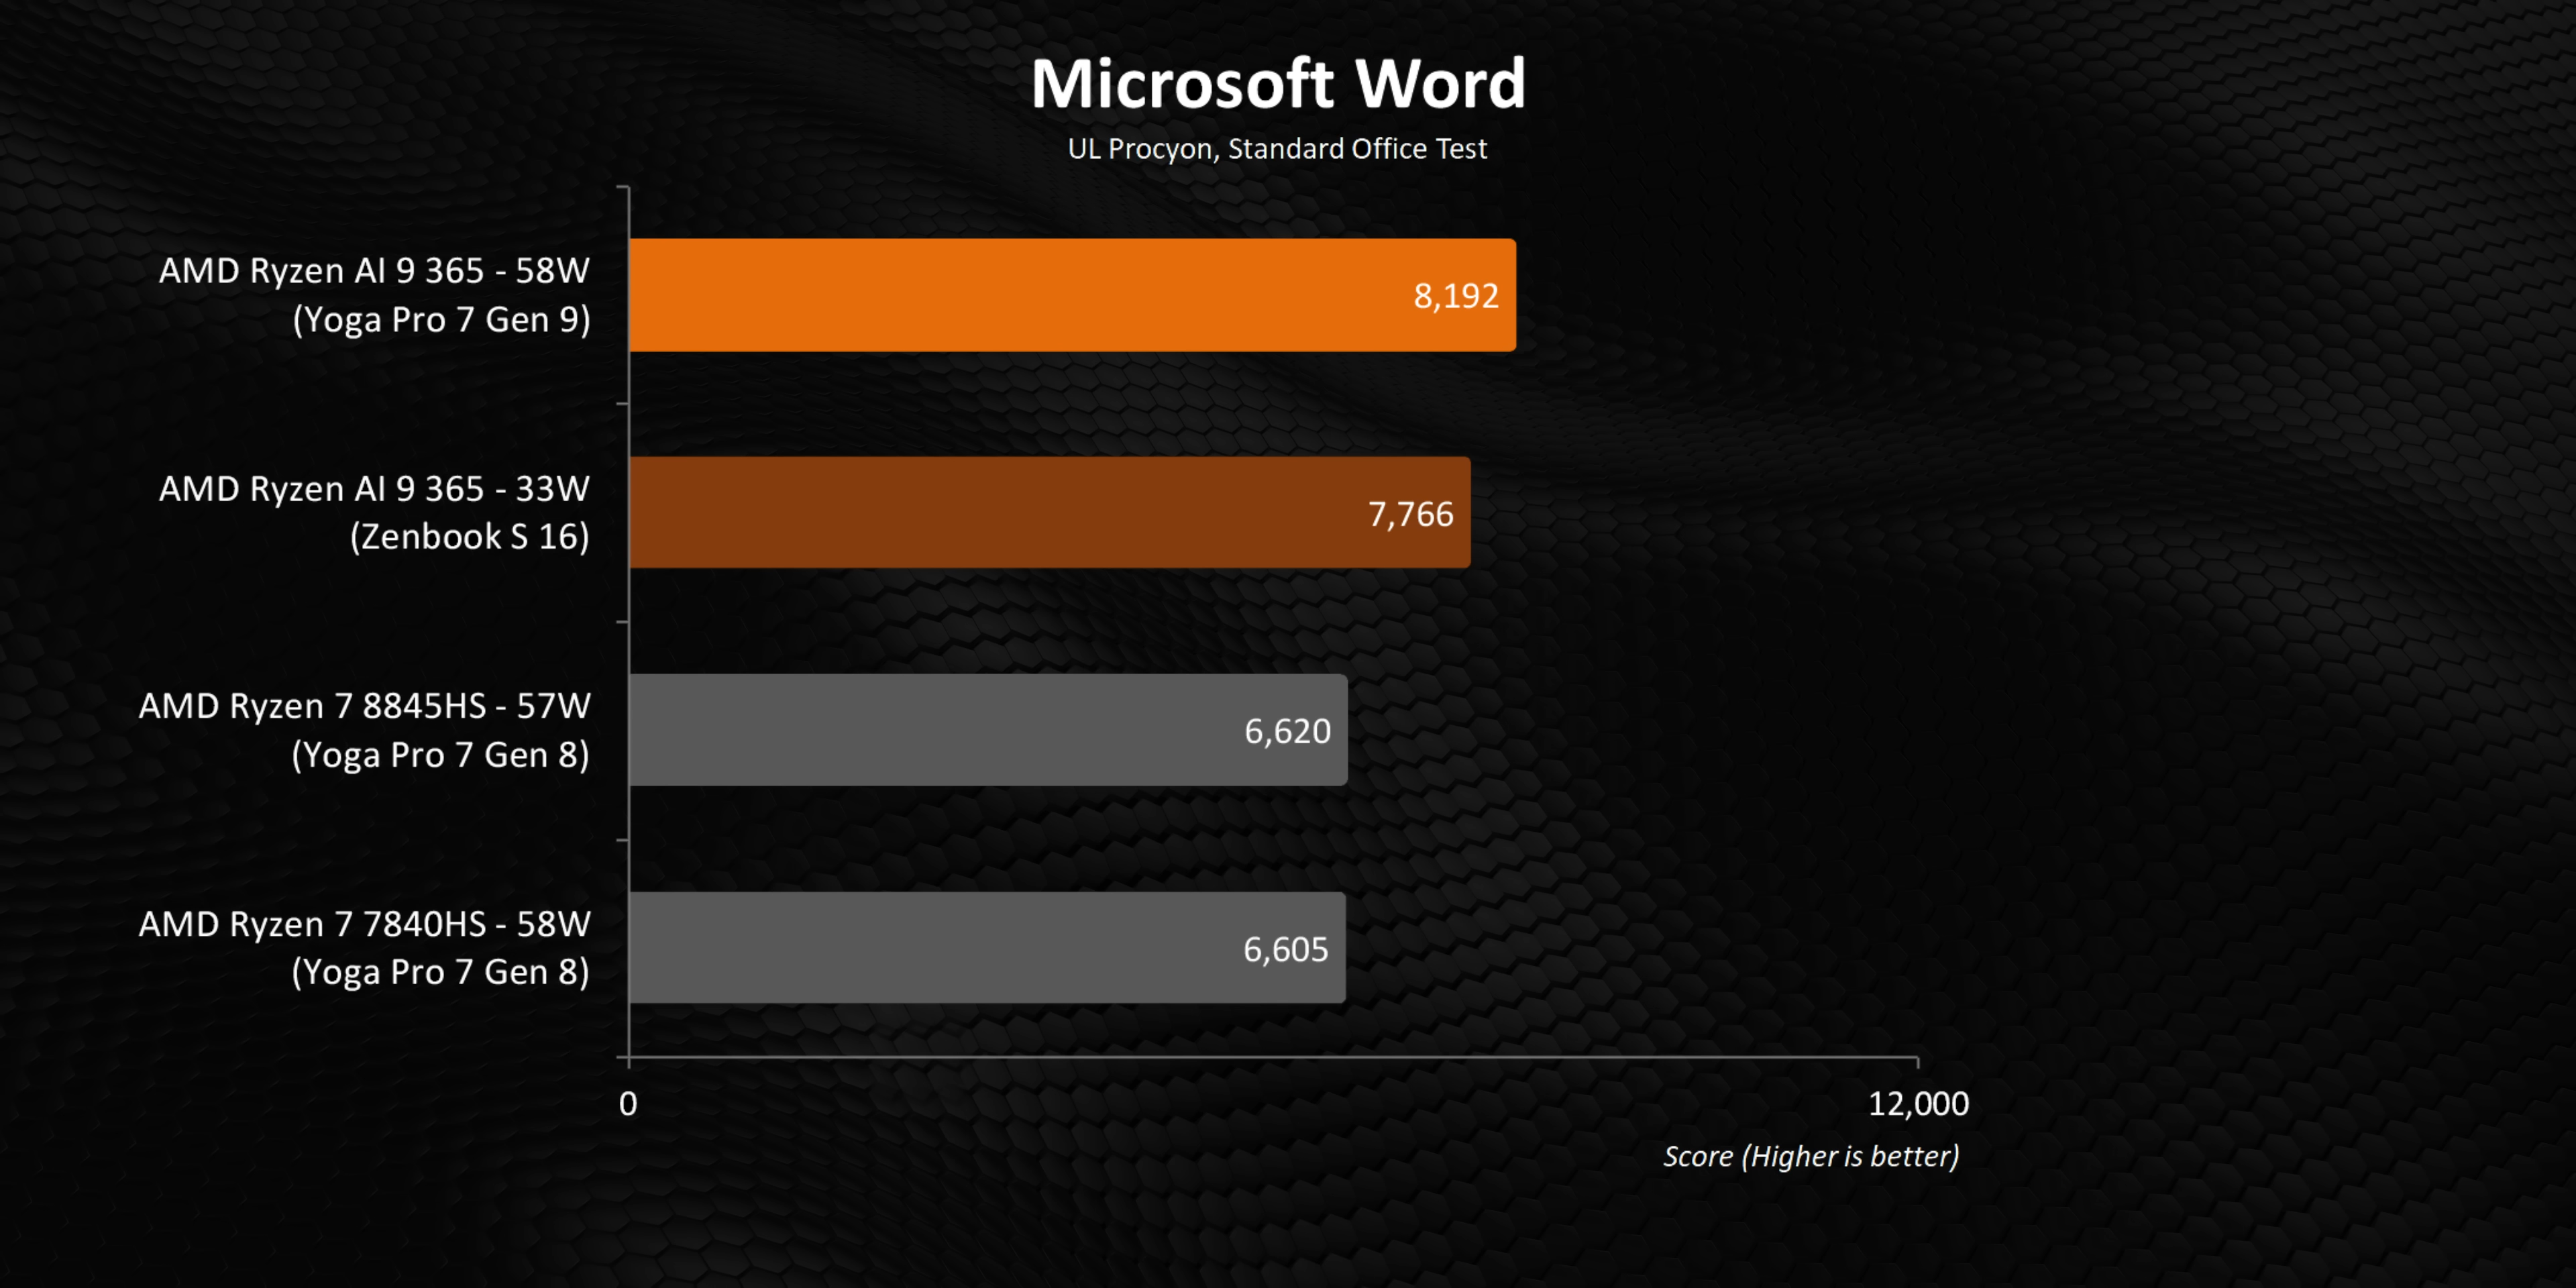 Microsoft Word
UL Procyon, Standard Office Test
AMD Ryzen AI 9 365 - 58W
(Yoga Pro 7 Gen 9)
8,192
AMD Ryzen AI 9 365 - 33W
(Zenbook S 16)
7,766
AMD Ryzen 7 8845HS - 57W
(Yoga Pro 7 Gen 8)
6,620
AMD Ryzen 7 7840HS - 58W
(Yoga Pro 7 Gen 8)
6,605
0
12,000
Score (Higher is better)